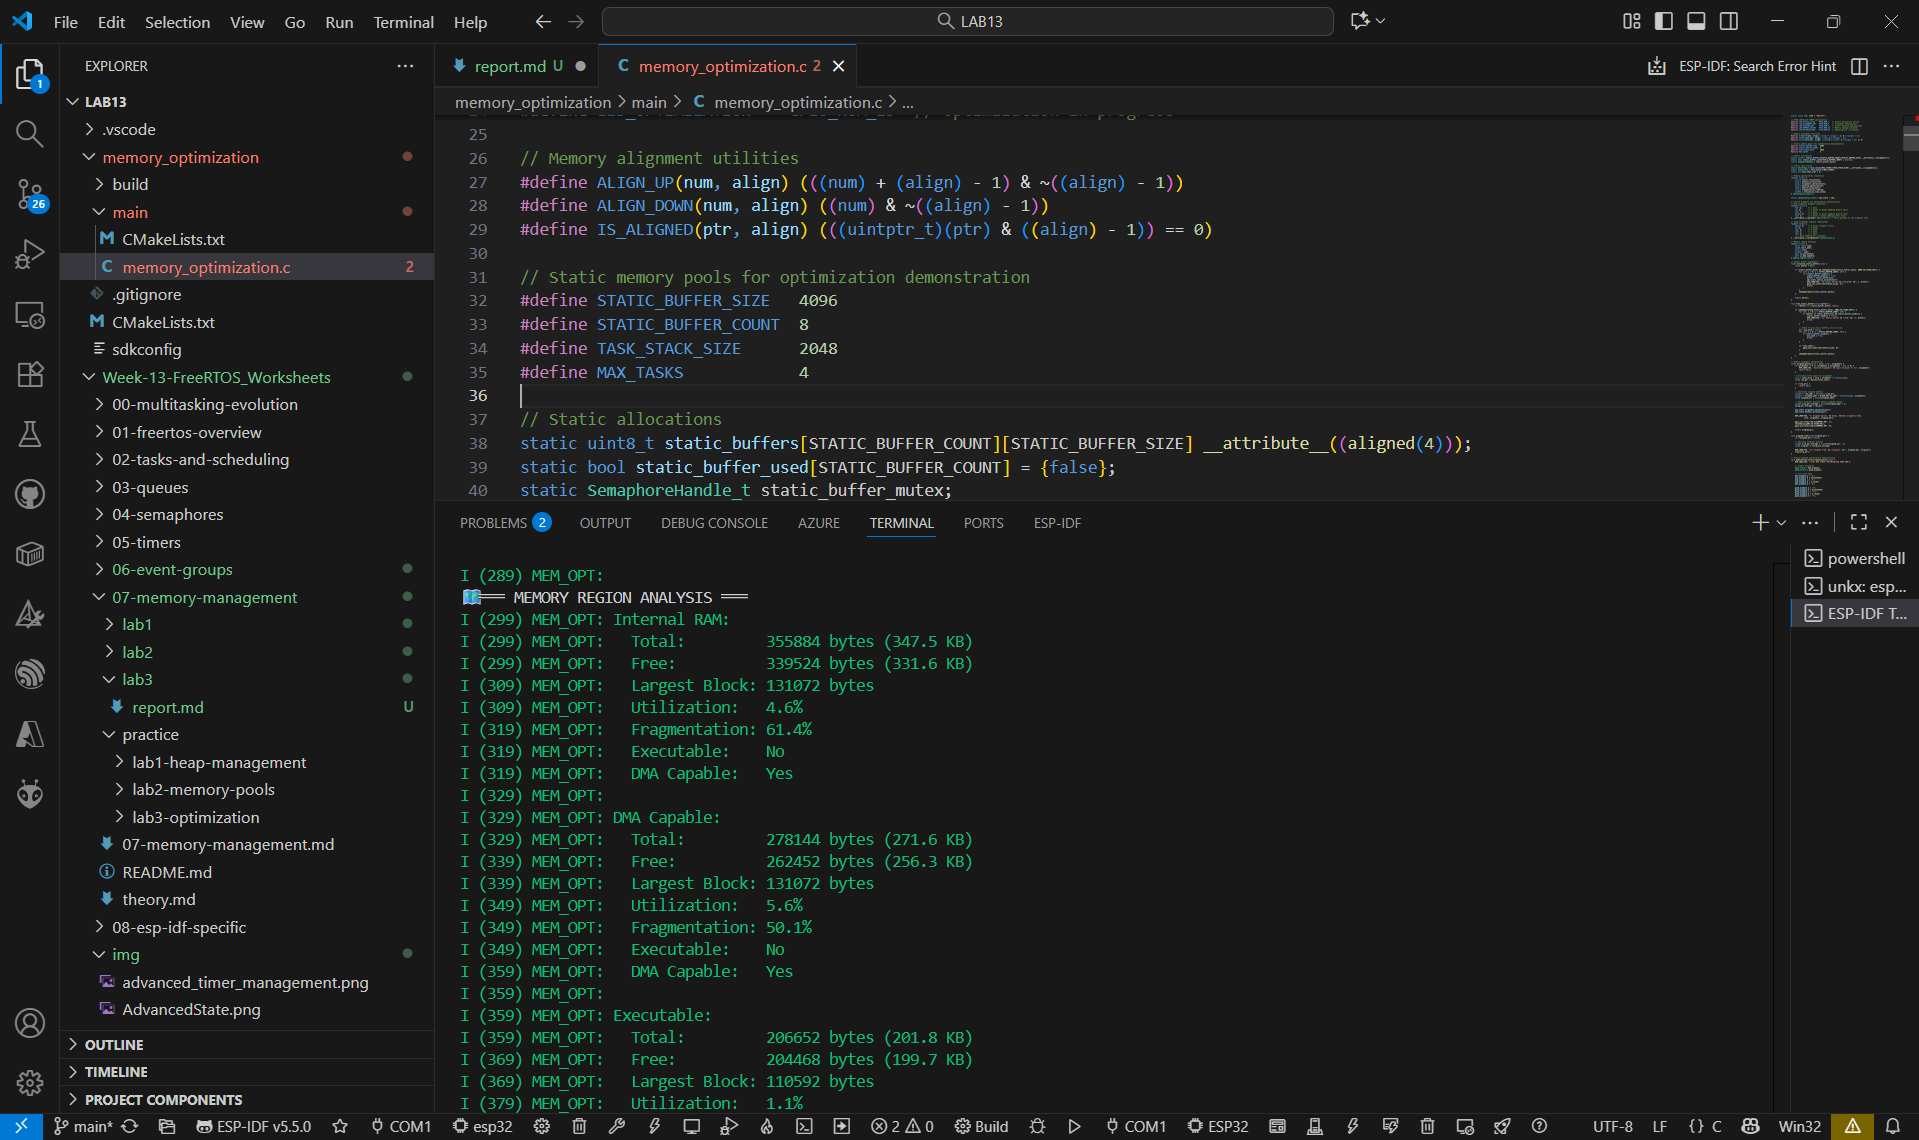 File Edit Selection View Go Run Terminal Help
LAB13
EXPLORER
LAB13
.vscode
memory_optimization
build
main
CMakeLists.txt
memory_optimization.c 2
.gitignore
CMakeLists.txt
sdkconfig
Week-13-FreeRTOS_Worksheets
00-multitasking-evolution
01-freertos-overview
02-tasks-and-scheduling
03-queues
04-semaphores
05-timers
06-event-groups
07-memory-management
lab1
lab2
lab3
report.md U
practice
lab1-heap-management
lab2-memory-pools
lab3-optimization
07-memory-management.md
README.md
theory.md
08-esp-idf-specific
img
advanced_timer_management.png
AdvancedState.png
OUTLINE
TIMELINE
PROJECT COMPONENTS
1
26
report.md U
memory_optimization.c 2
ESP-IDF: Search Error Hint
memory_optimization > main > C memory_optimization.c > ...
25
26 // Memory alignment utilities
27 #define ALIGN_UP(num, align) (((num) + (align) - 1) & ~((align) - 1))
28 #define ALIGN_DOWN(num, align) ((num) & ~((align) - 1))
29 #define IS_ALIGNED(ptr, align) (((uintptr_t)(ptr) & ((align) - 1)) == 0)
30
31 // Static memory pools for optimization demonstration
32 #define STATIC_BUFFER_SIZE 4096
33 #define STATIC_BUFFER_COUNT 8
34 #define TASK_STACK_SIZE 2048
35 #define MAX_TASKS 4
36
37 // Static allocations
38 static uint8_t static_buffers[STATIC_BUFFER_COUNT][STATIC_BUFFER_SIZE] __attribute__((aligned(4)));
39 static bool static_buffer_used[STATIC_BUFFER_COUNT] = {false};
40 static SemaphoreHandle_t static_buffer_mutex;
PROBLEMS 2 OUTPUT DEBUG CONSOLE AZURE TERMINAL PORTS ESP-IDF
I (289) MEM_OPT:
🗺️═══ MEMORY REGION ANALYSIS ═══
I (299) MEM_OPT: Internal RAM:
I (299) MEM_OPT: Total: 355884 bytes (347.5 KB)
I (299) MEM_OPT: Free: 339524 bytes (331.6 KB)
I (309) MEM_OPT: Largest Block: 131072 bytes
I (309) MEM_OPT: Utilization: 4.6%
I (319) MEM_OPT: Fragmentation: 61.4%
I (319) MEM_OPT: Executable: No
I (319) MEM_OPT: DMA Capable: Yes
I (329) MEM_OPT:
I (329) MEM_OPT: DMA Capable:
I (329) MEM_OPT: Total: 278144 bytes (271.6 KB)
I (339) MEM_OPT: Free: 262452 bytes (256.3 KB)
I (339) MEM_OPT: Largest Block: 131072 bytes
I (349) MEM_OPT: Utilization: 5.6%
I (349) MEM_OPT: Fragmentation: 50.1%
I (349) MEM_OPT: Executable: No
I (359) MEM_OPT: DMA Capable: Yes
I (359) MEM_OPT:
I (359) MEM_OPT: Executable:
I (359) MEM_OPT: Total: 206652 bytes (201.8 KB)
I (369) MEM_OPT: Free: 204468 bytes (199.7 KB)
I (369) MEM_OPT: Largest Block: 110592 bytes
I (379) MEM_OPT: Utilization: 1.1%
powershell
unkx: esp...
ESP-IDF T...
main* ESP-IDF v5.5.0 COM1 esp32 2 0 Build COM1 ESP32 UTF-8 LF {} C Win32